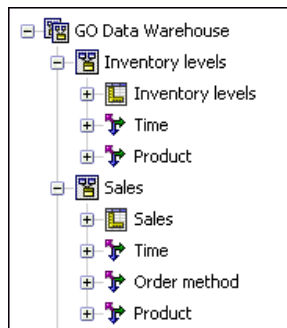 GO Data Warehouse
Inventory levels
Inventory levels
Time
Product
Sales
Sales
Time
Order method
Product